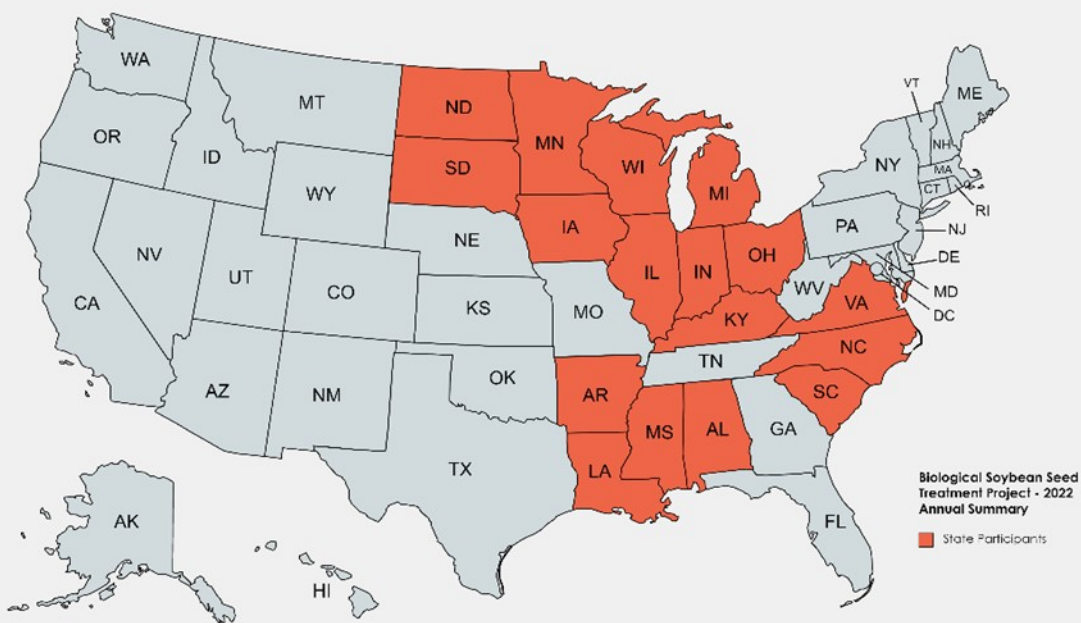 WA
MT
ND
MN
OR
ID
SD
WI
MI
WY
IA
NE
NV
UT
CO
KS
MO
IL
IN
OH
KY
WV
VA
PA
NY
VT
NH
ME
MA
CT
RI
NJ
DE
MD
DC
CA
AZ
NM
OK
AR
TN
NC
SC
TX
LA
MS
AL
GA
FL
AK
HI
Biological Soybean Seed
Treatment Project - 2022
Annual Summary
State Participants